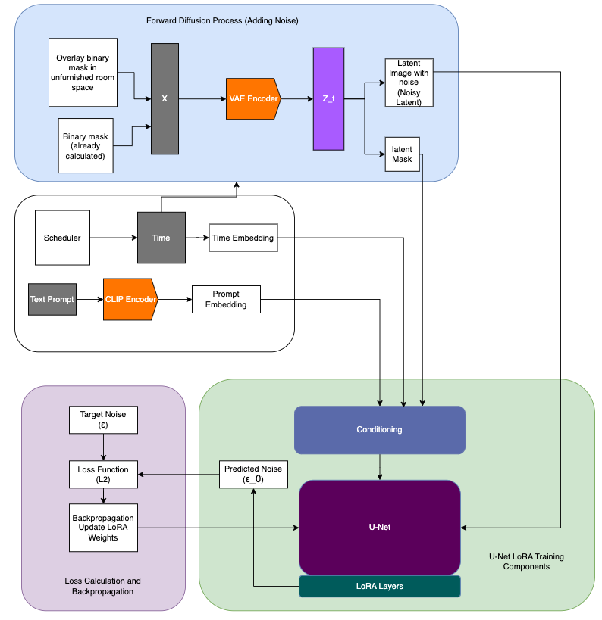 Forward Diffusion Process (Adding Noise)
Overlay binary
mask in
unfurnished room
space
Binary mask
(already
calculated)
X
VAE Encoder
Z_t
Latent
image with
noise
(Noisy
Latent)
latent
Mask
Scheduler
Time
Time Embedding
Text Prompt
CLIP Encoder
Prompt
Embedding
Target Noise
(ε)
Loss Function
(L2)
Backpropagation
Update LoRA
Weights
Loss Calculation and
Backpropagation
Predicted Noise
(ε_θ)
Conditioning
U-Net
LoRA Layers
U-Net LoRA Training
Components